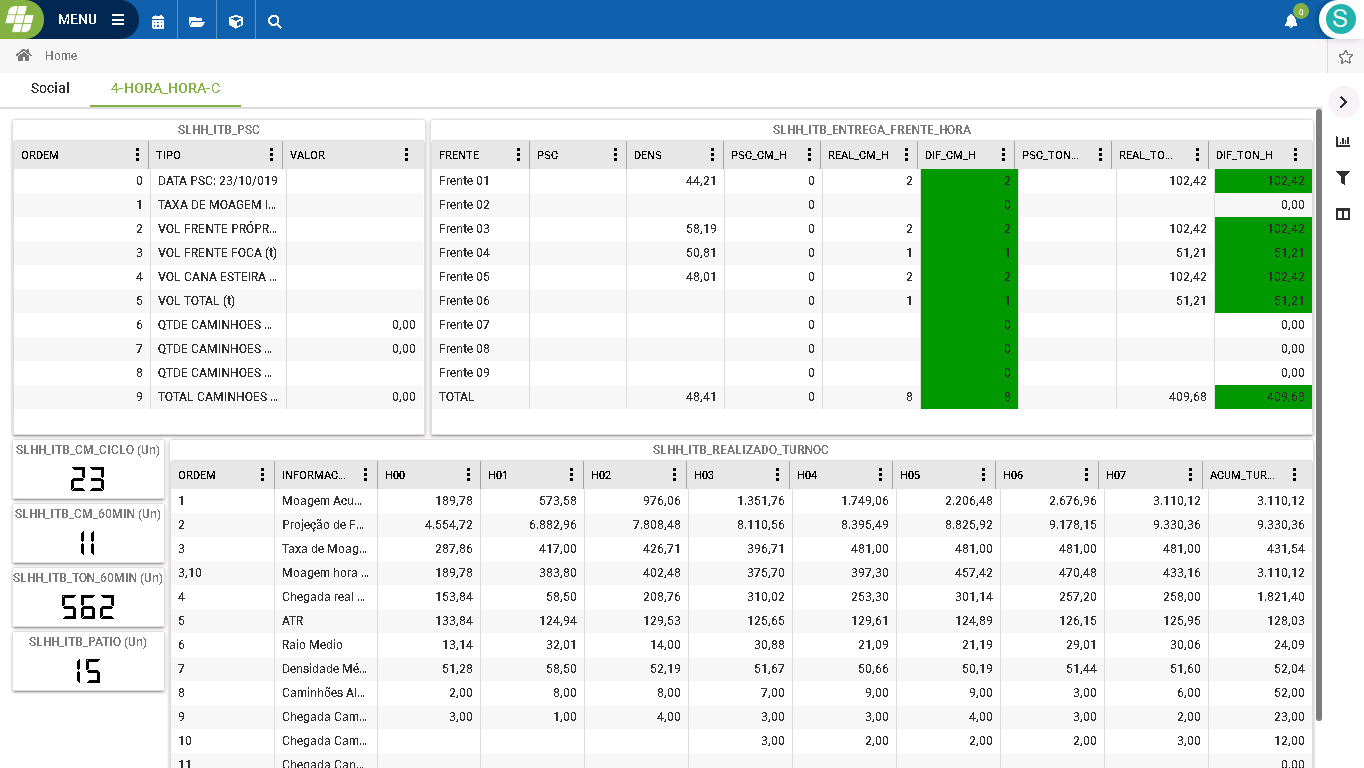 MENU
0
S
Home
Social 4-HORA_HORA-C
SLHH_ITB_PSC
ORDEM TIPO VALOR
0 DATA PSC: 23/10/019
1 TAXA DE MOAGEM I...
2 VOL FRENTE PRÓPR...
3 VOL FRENTE FOCA (t)
4 VOL CANA ESTEIRA ...
5 VOL TOTAL (t)
6 QTDE CAMINHOES ... 0,00
7 QTDE CAMINHOES ... 0,00
8 QTDE CAMINHOES ...
9 TOTAL CAMINHOES ... 0,00
SLHH_ITB_ENTREGA_FRENTE_HORA
FRENTE PSC DENS PSC_CM_H REAL_CM_H DIF_CM_H PSC_TON... REAL_TO... DIF_TON_H
Frente 01 44,21 0 2 2 102,42 102,42
Frente 02 0 0 0,00
Frente 03 58,19 0 2 2 102,42 102,42
Frente 04 50,81 0 1 1 51,21 51,21
Frente 05 48,01 0 2 2 102,42 102,42
Frente 06 0 1 1 51,21 51,21
Frente 07 0 0 0,00
Frente 08 0 0 0,00
Frente 09 0 0 0,00
TOTAL 48,41 0 8 8 409,68 409,68
SLHH_ITB_CM_CICLO (Un)
23
SLHH_ITB_CM_60MIN (Un)
11
SLHH_ITB_TON_60MIN (Un)
562
SLHH_ITB_PATIO (Un)
15
SLHH_ITB_REALIZADO_TURNOC
ORDEM INFORMAC... H00 H01 H02 H03 H04 H05 H06 H07 ACUM_TUR...
1 Moagem Acu... 189,78 573,58 976,06 1.351,76 1.749,06 2.206,48 2.676,96 3.110,12 3.110,12
2 Projeção de F... 4.554,72 6.882,96 7.808,48 8.110,56 8.395,49 8.825,92 9.178,15 9.330,36 9.330,36
3 Taxa de Moag... 287,86 417,00 426,71 396,71 481,00 481,00 481,00 481,00 431,54
3,10 Moagem hora ... 189,78 383,80 402,48 375,70 397,30 457,42 470,48 433,16 3.110,12
4 Chegada real ... 153,84 58,50 208,76 310,02 253,30 301,14 257,20 258,00 1.821,40
5 ATR 133,84 124,94 129,53 125,65 129,61 124,89 126,15 125,95 128,03
6 Raio Medio 13,14 32,01 14,00 30,88 21,09 21,19 29,01 30,06 24,09
7 Densidade Mé... 51,28 58,50 52,19 51,67 50,66 50,19 51,44 51,60 52,04
8 Caminhões Al... 2,00 8,00 8,00 7,00 9,00 9,00 3,00 6,00 52,00
9 Chegada Cam... 3,00 1,00 4,00 3,00 3,00 4,00 3,00 2,00 23,00
10 Chegada Cam... 3,00 2,00 2,00 2,00 3,00 12,00
11 Chegada Can... 0,00